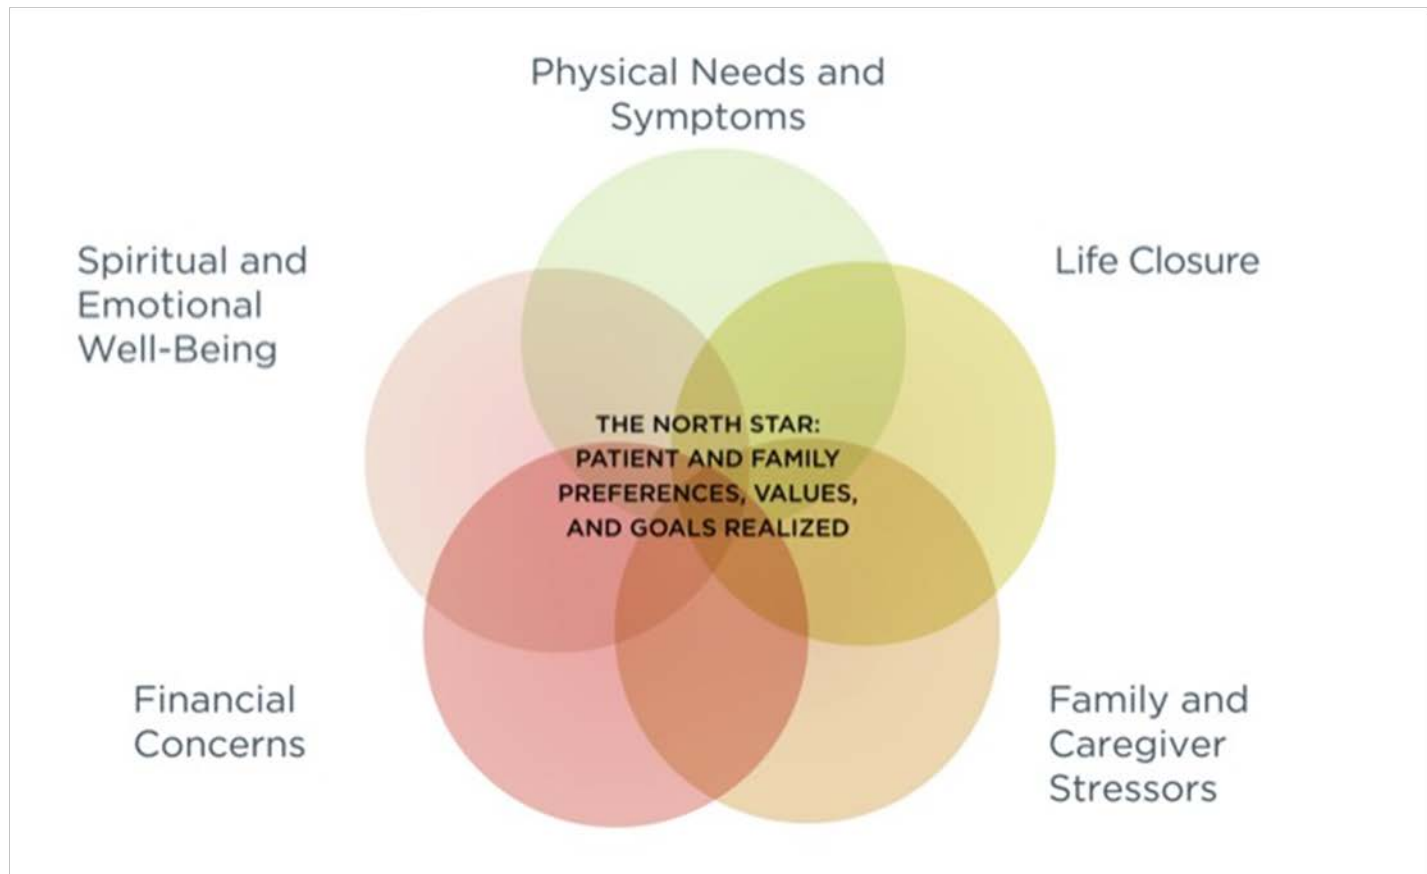 Physical Needs and
Symptoms
Spiritual and
Emotional
Well-Being
Life Closure
THE NORTH STAR:
PATIENT AND FAMILY
PREFERENCES, VALUES,
AND GOALS REALIZED
Financial
Concerns
Family and
Caregiver
Stressors